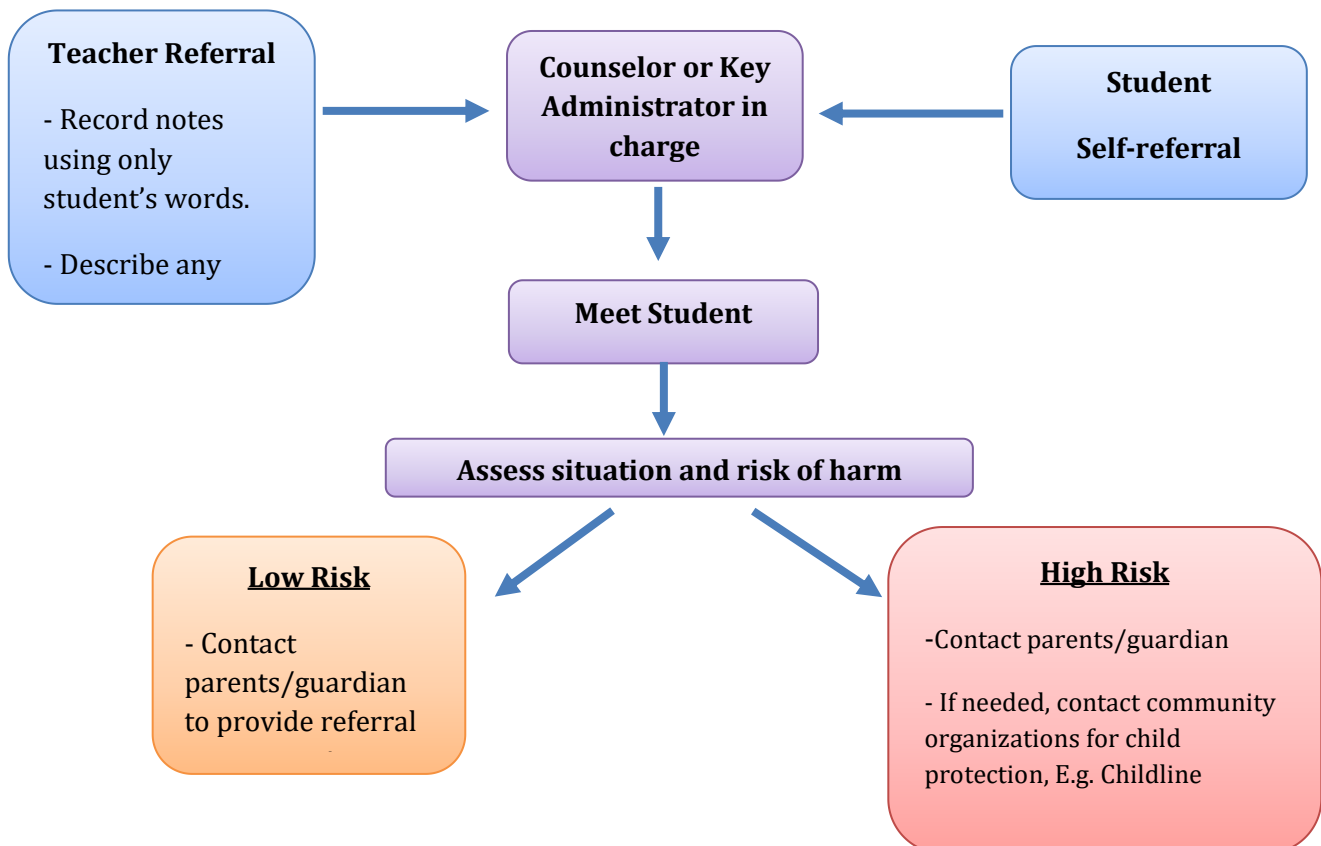 Teacher Referral
- Record notes
using only
student's words.
- Describe any
Counselor or Key
Administrator in
charge
Student
Self-referral
Meet Student
Assess situation and risk of harm
Low Risk
- Contact
parents/guardian
to provide referral
High Risk
-Contact parents/guardian
- If needed, contact community
organizations for child
protection, E.g. Childline